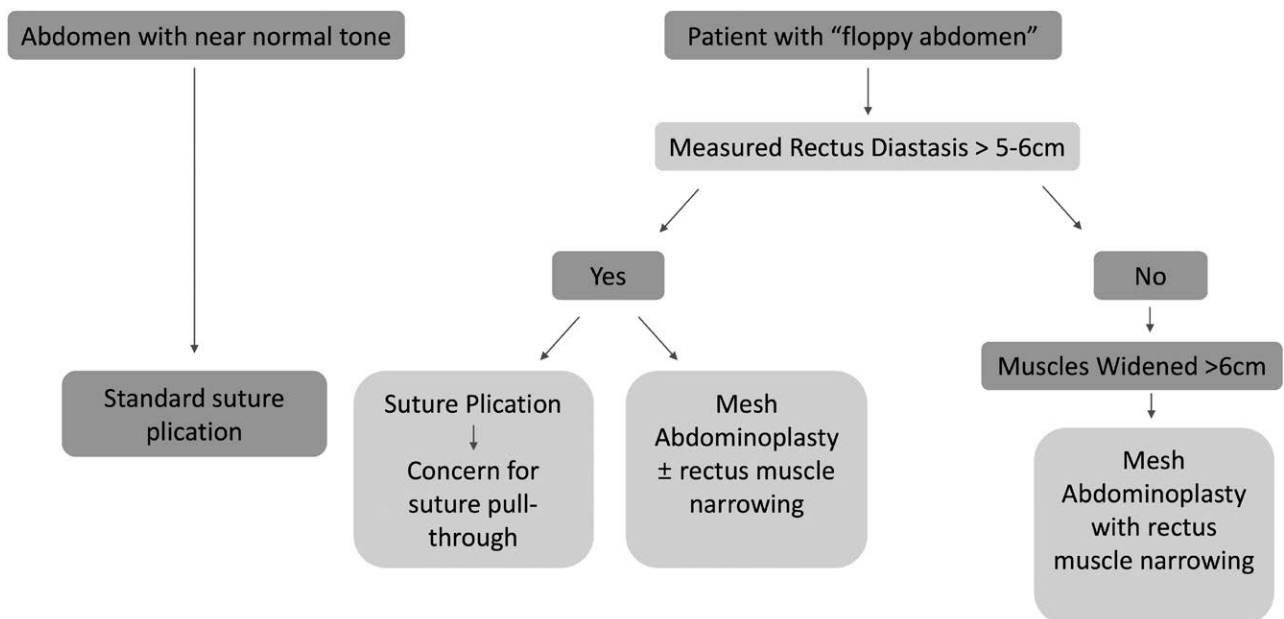 Abdomen with near normal tone
Patient with “floppy abdomen”
Measured Rectus Diastasis > 5-6cm
Yes
No
Muscles Widened >6cm
Standard suture
plication
Suture Plication
Concern for
suture pull-
through
Mesh
Abdominoplasty
± rectus muscle
narrowing
Mesh
Abdominoplasty
with rectus
muscle narrowing